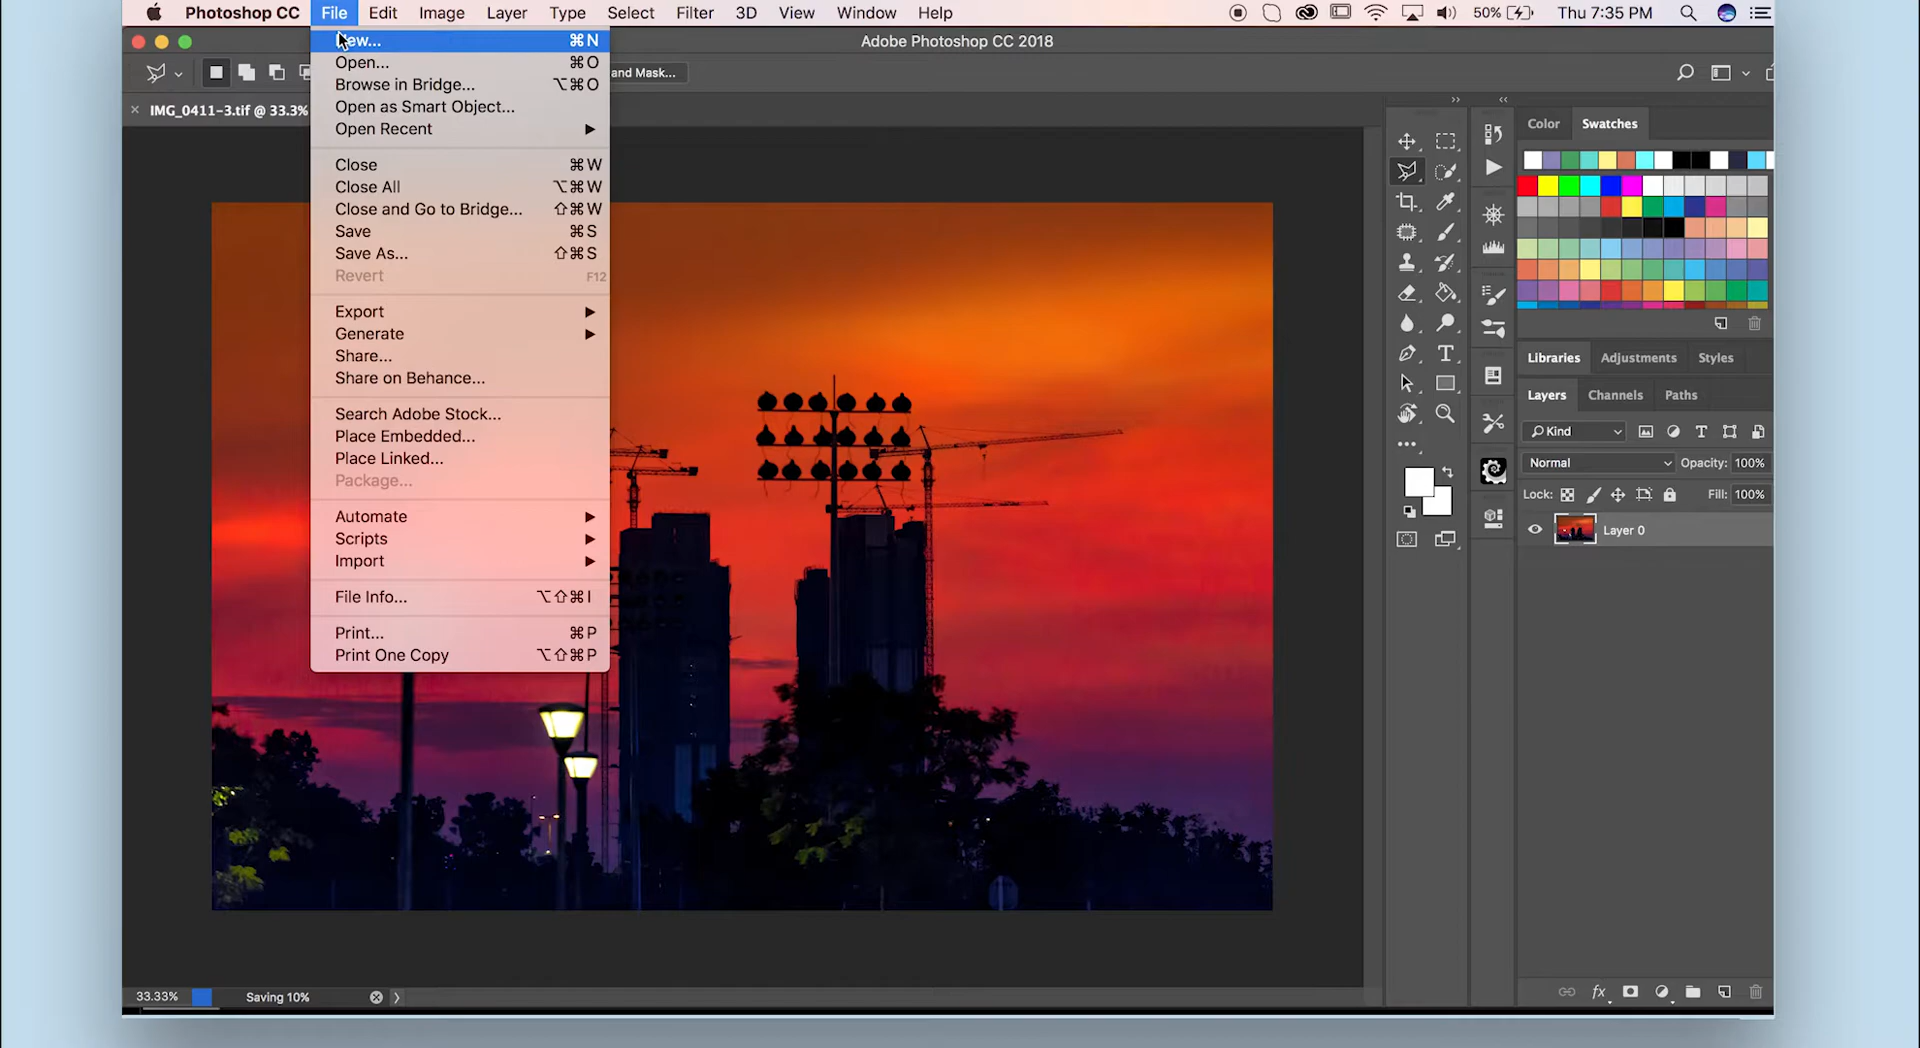 Photoshop CC File Edit Image Layer Type Select Filter 3D View Window Help 50% Thu 7:35 PM
Adobe Photoshop CC 2018
and Mask...
IMG_0411-3.tif @ 33.3%
New... ⌘N
Open... ⌘O
Browse in Bridge... ⌥⌘O
Open as Smart Object...
Open Recent
Close ⌘W
Close All ⌥⌘W
Close and Go to Bridge... ⇧⌘W
Save ⌘S
Save As... ⇧⌘S
Revert F12
Export
Generate
Share...
Share on Behance...
Search Adobe Stock...
Place Embedded...
Place Linked...
Package...
Automate
Scripts
Import
File Info... ⌥⇧⌘I
Print... ⌘P
Print One Copy ⌥⇧⌘P
Color Swatches
Libraries Adjustments Styles
Layers Channels Paths
Kind
Normal Opacity: 100%
Lock: Fill: 100%
Layer 0
fx
33.33% Saving 10%